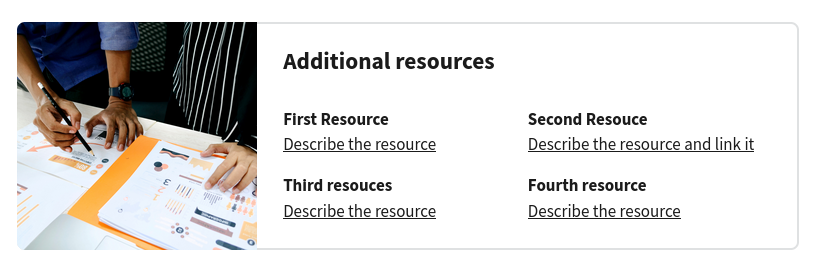 Additional resources
First Resource
Describe the resource
Second Resouce
Describe the resource and link it
Third resouces
Describe the resource
Fourth resource
Describe the resource